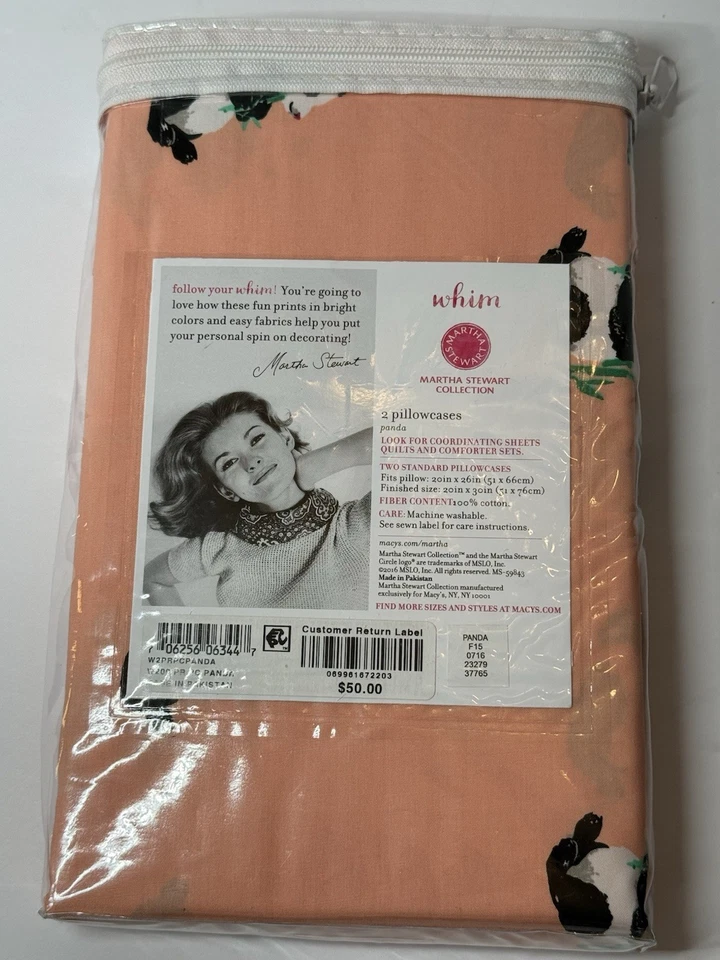 follow your whim! You're going to
love how these fun prints in bright
colors and easy fabrics help you put
your personal spin on decorating!
Martha Stewart
whim
MARTHA
STEWART
MARTHA STEWART
COLLECTION
2 pillowcases
panda
LOOK FOR COORDINATING SHEETS
QUILTS AND COMFORTER SETS.
TWO STANDARD PILLOWCASES
Fits pillow: 20in x 26in (51 x 66cm)
Finished size: 20in x 30in (51 x 76cm)
FIBER CONTENT: 100% cotton.
CARE: Machine washable.
See sewn label for care instructions.
macys.com/martha
Martha Stewart Collection™ and the Martha Stewart
Circle logo® are trademarks of MSLO, Inc.
©2016 MSLO, Inc. All rights reserved. MS-59843
Made in Pakistan
Martha Stewart Collection manufactured
exclusively for Macy's, NY, NY 10001
FIND MORE SIZES AND STYLES AT MACYS.COM
7 06256 06344 7
W2PRPCPANDA
PANDA
MADE IN PAKISTAN
Customer Return Label
089981672203
$50.00
PANDA
F15
0716
23279
37765